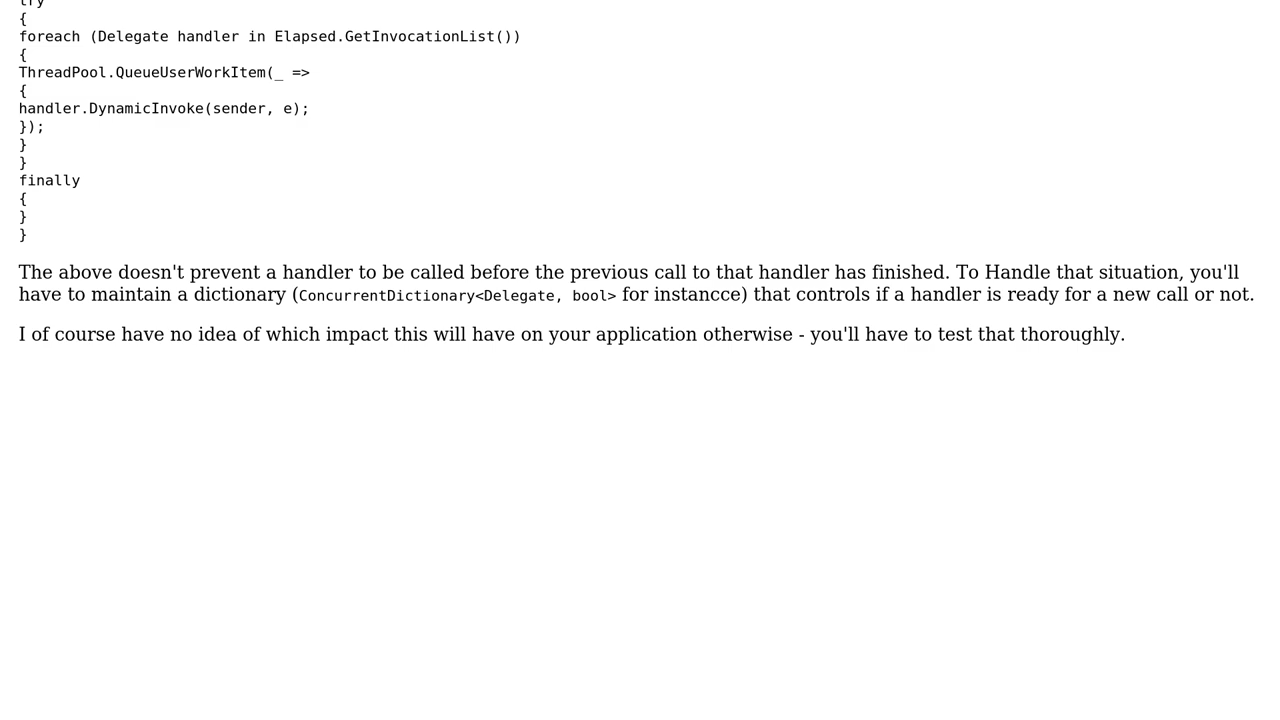 try
{
foreach (Delegate handler in Elapsed.GetInvocationList())
{
ThreadPool.QueueUserWorkItem(_ =>
{
handler.DynamicInvoke(sender, e);
});
}
}
finally
{
}
}
The above doesn't prevent a handler to be called before the previous call to that handler has finished. To Handle that situation, you'll
have to maintain a dictionary (ConcurrentDictionary<Delegate, bool> for instancce) that controls if a handler is ready for a new call or not.
I of course have no idea of which impact this will have on your application otherwise - you'll have to test that thoroughly.